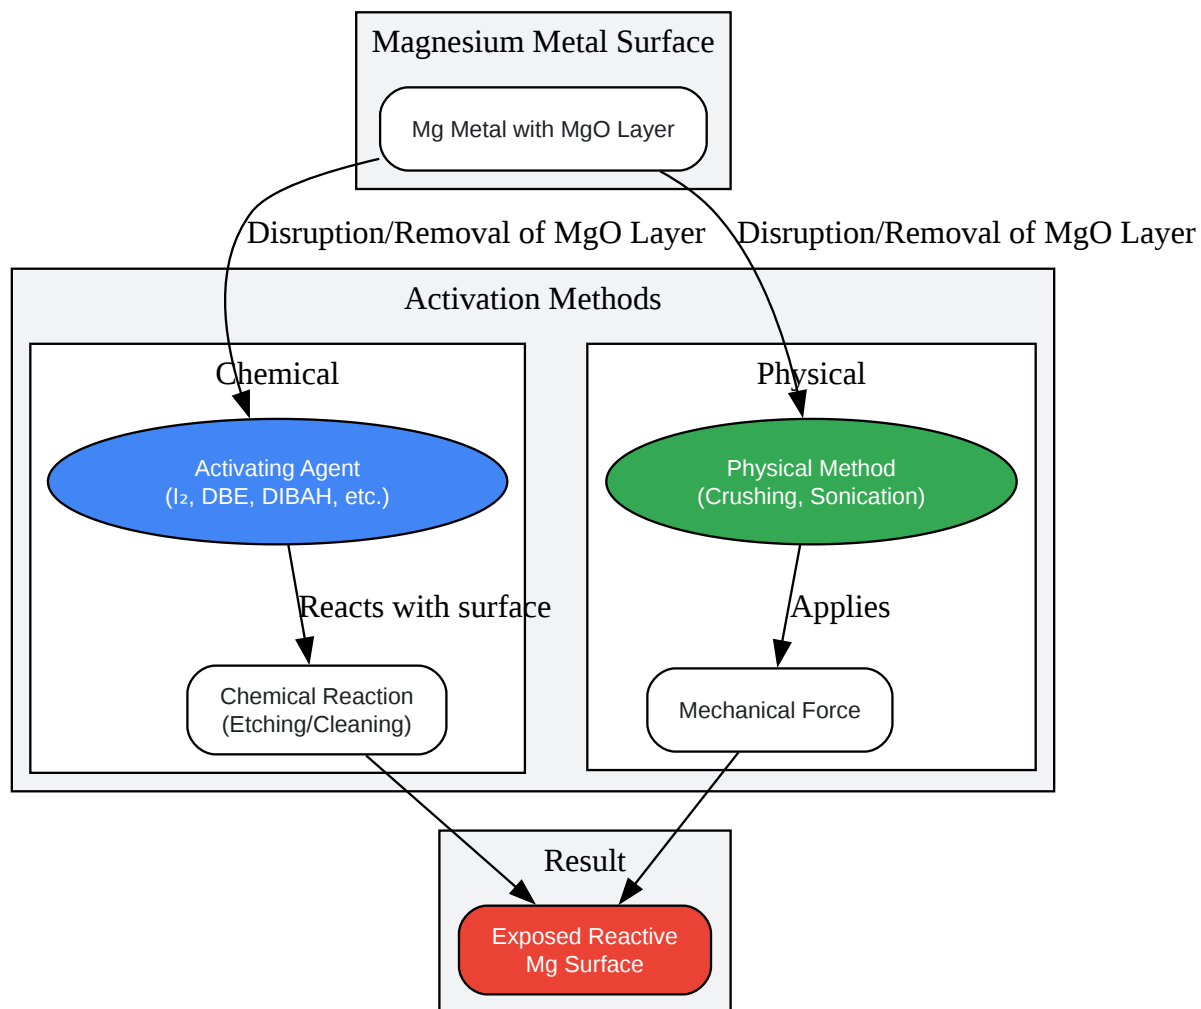 Magnesium Metal Surface
Mg Metal with MgO Layer
Disruption/Removal of MgO Layer
Disruption/Removal of MgO Layer
Activation Methods
Chemical
Physical
Activating Agent
(I₂, DBE, DIBAH, etc.)
Physical Method
(Crushing, Sonication)
Reacts with surface
Applies
Chemical Reaction
(Etching/Cleaning)
Mechanical Force
Result
Exposed Reactive
Mg Surface